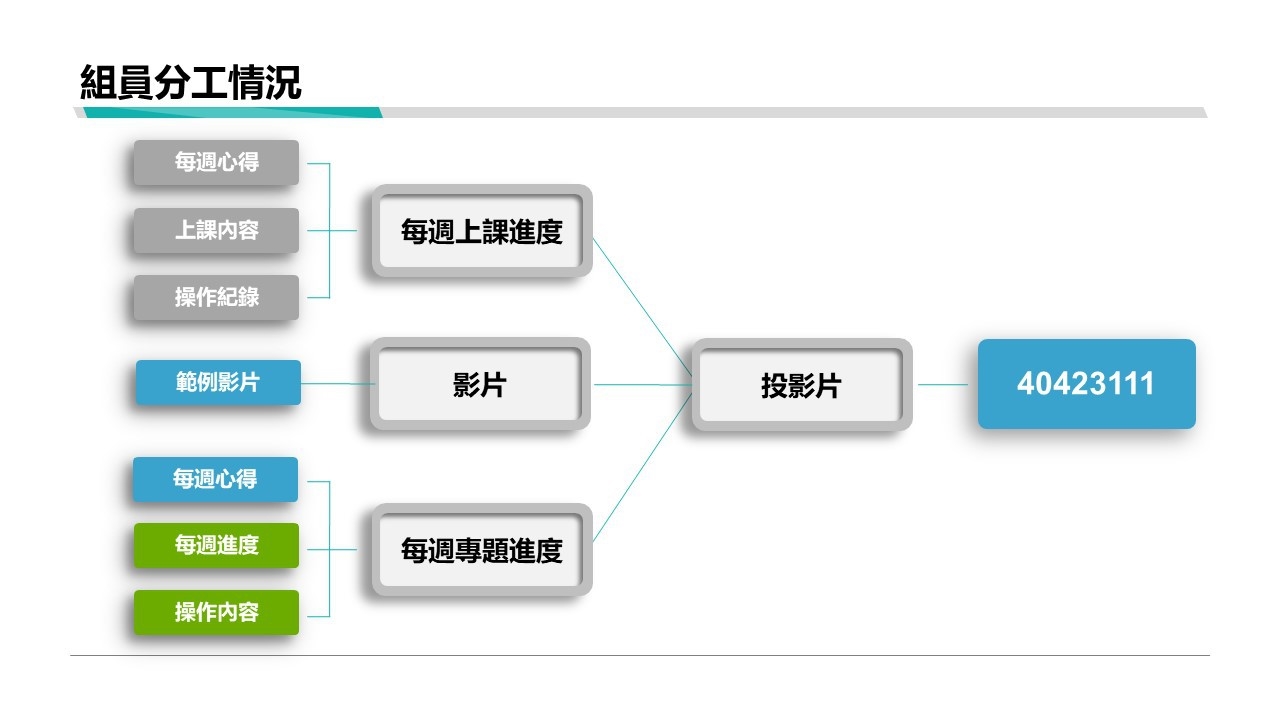 組員分工情況
每週心得
上課內容
操作紀錄
每週上課進度
範例影片
影片
投影片
40423111
每週心得
每週進度
操作內容
每週專題進度